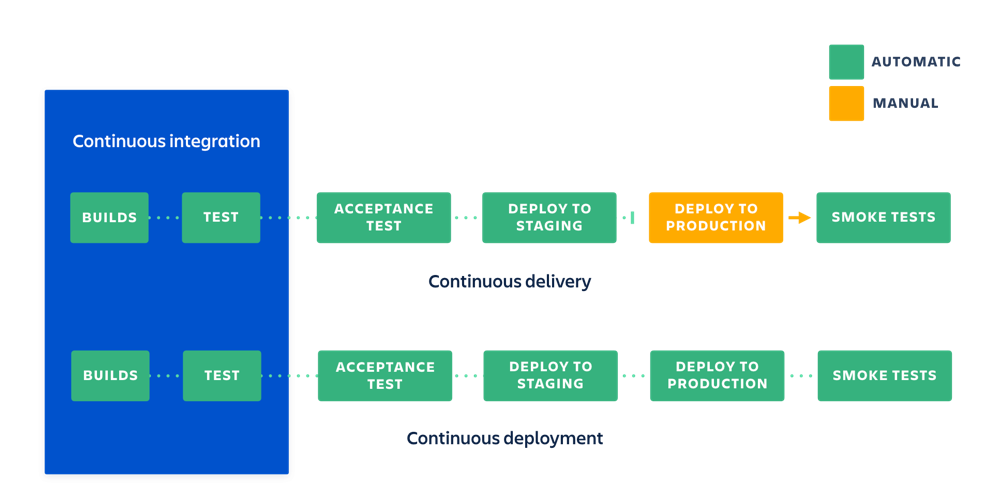 AUTOMATIC
MANUAL
Continuous integration
BUILDS
TEST
ACCEPTANCE
TEST
DEPLOY TO
STAGING
DEPLOY TO
PRODUCTION
SMOKE TESTS
Continuous delivery
BUILDS
TEST
ACCEPTANCE
TEST
DEPLOY TO
STAGING
DEPLOY TO
PRODUCTION
SMOKE TESTS
Continuous deployment